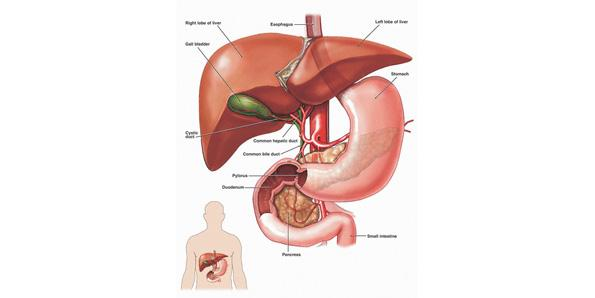 Esophagus
Left lobe of liver
Right lobe of liver
Gall bladder
Stomach
Cystic
duct
Common hepatic duct
Common bile duct
Pylorus
Duodenum
Small intestine
Pancreas